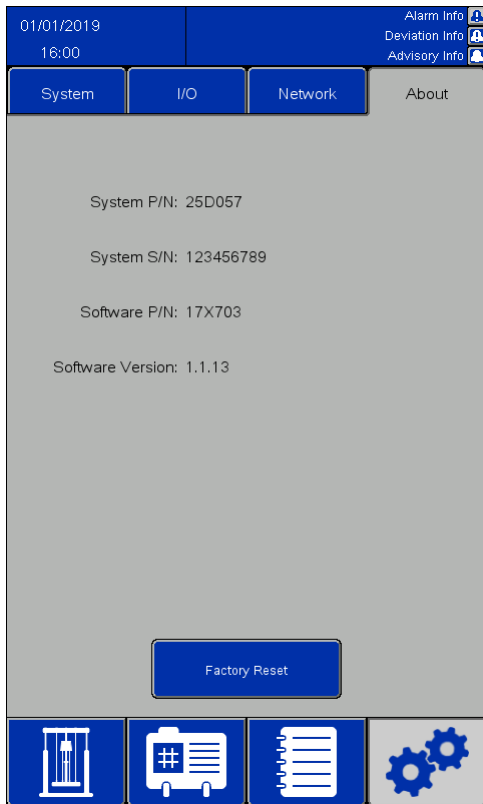 01/01/2019
16:00
Alarm Info
Deviation Info
Advisory Info
System
I/O
Network
About
System P/N: 25D057
System S/N: 123456789
Software P/N: 17X703
Software Version: 1.1.13
Factory Reset
#